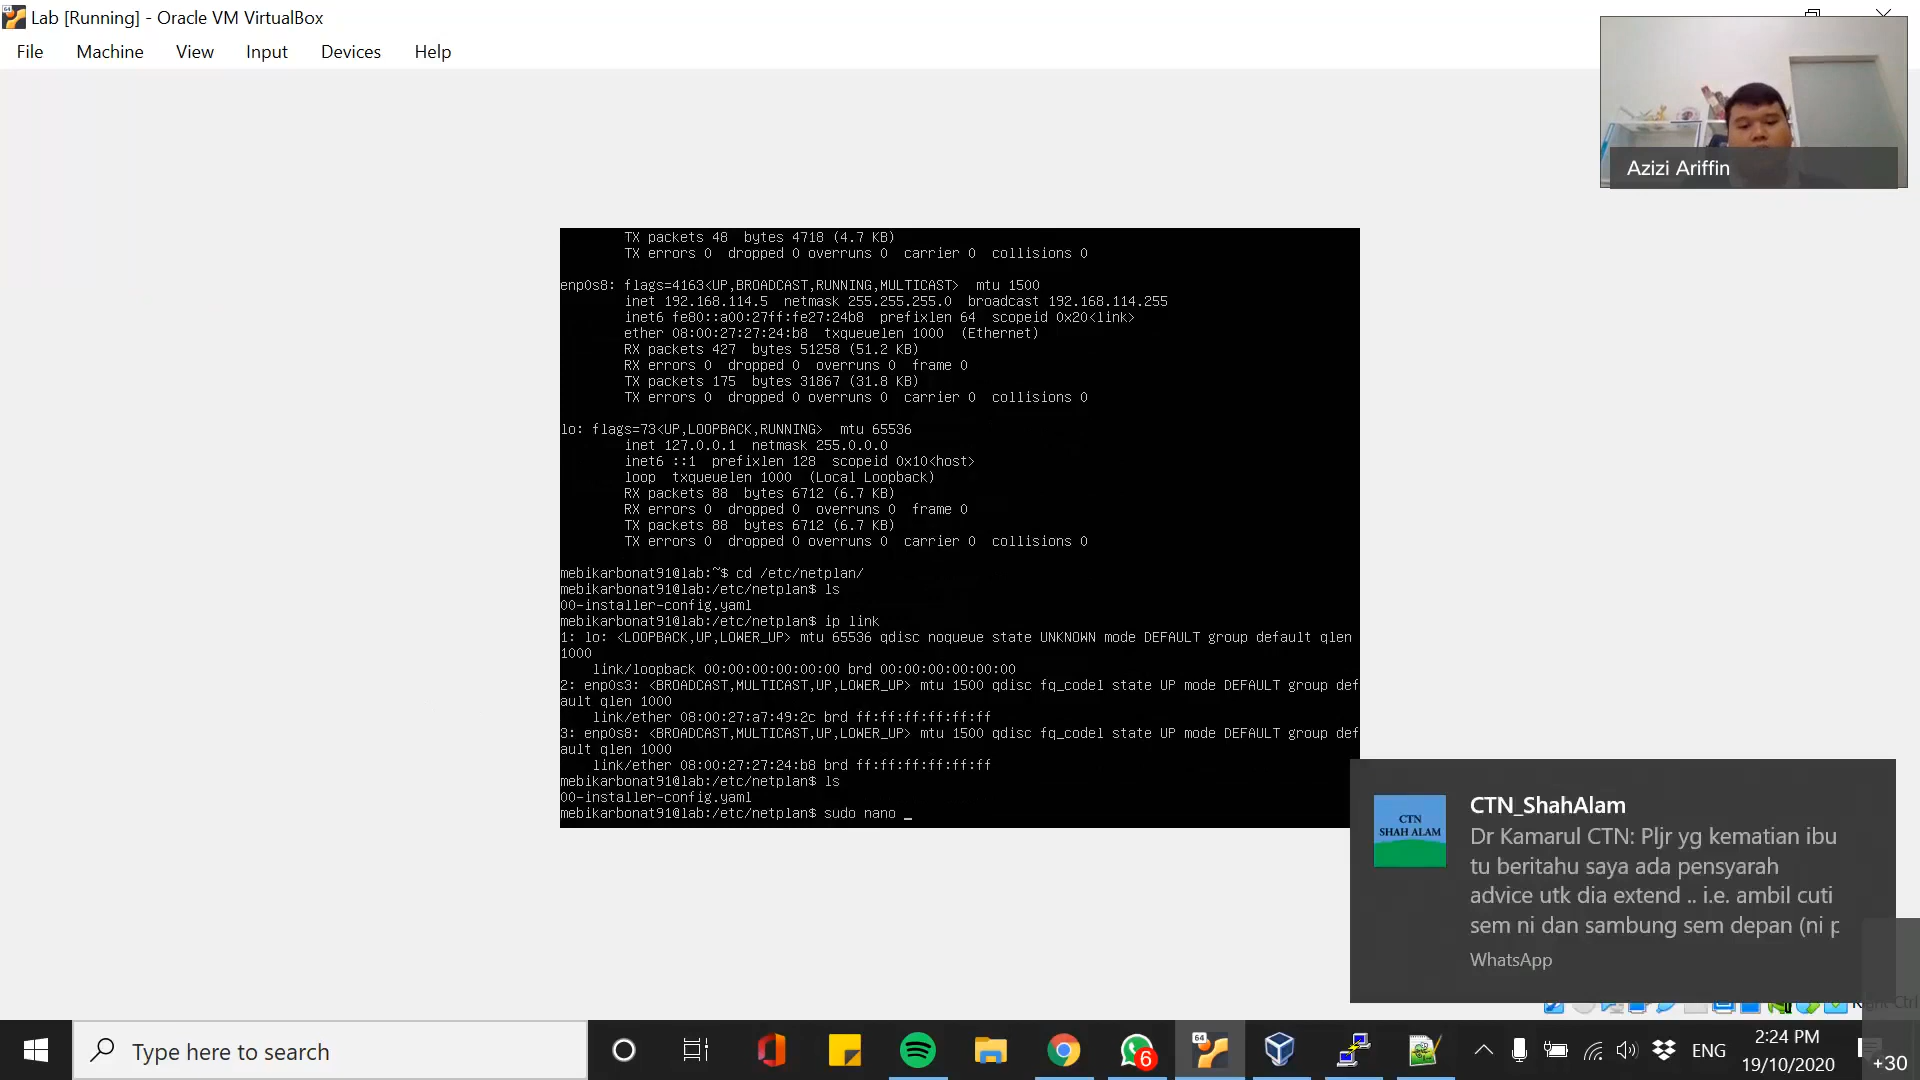 Lab [Running] - Oracle VM VirtualBox
File Machine View Input Devices Help
Azizi Ariffin
TX packets 48 bytes 4718 (4.7 KB)
TX errors 0 dropped 0 overruns 0 carrier 0 collisions 0
enp0s8: flags=4163<UP,BROADCAST,RUNNING,MULTICAST> mtu 1500
inet 192.168.114.5 netmask 255.255.255.0 broadcast 192.168.114.255
inet6 fe80::a00:27ff:fe27:24b8 prefixlen 64 scopeid 0x20<link>
ether 08:00:27:27:24:b8 txqueuelen 1000 (Ethernet)
RX packets 427 bytes 51258 (51.2 KB)
RX errors 0 dropped 0 overruns 0 frame 0
TX packets 175 bytes 31867 (31.8 KB)
TX errors 0 dropped 0 overruns 0 carrier 0 collisions 0
lo: flags=73<UP,LOOPBACK,RUNNING> mtu 65536
inet 127.0.0.1 netmask 255.0.0.0
inet6 ::1 prefixlen 128 scopeid 0x10<host>
loop txqueuelen 1000 (Local Loopback)
RX packets 88 bytes 6712 (6.7 KB)
RX errors 0 dropped 0 overruns 0 frame 0
TX packets 88 bytes 6712 (6.7 KB)
TX errors 0 dropped 0 overruns 0 carrier 0 collisions 0
mebikarbonat91@lab:~$ cd /etc/netplan/
mebikarbonat91@lab:/etc/netplan$ ls
00-installer-config.yaml
mebikarbonat91@lab:/etc/netplan$ ip link
1: lo: <LOOPBACK,UP,LOWER_UP> mtu 65536 qdisc noqueue state UNKNOWN mode DEFAULT group default qlen
1000
link/loopback 00:00:00:00:00:00 brd 00:00:00:00:00:00
2: enp0s3: <BROADCAST,MULTICAST,UP,LOWER_UP> mtu 1500 qdisc fq_codel state UP mode DEFAULT group def
ault qlen 1000
link/ether 08:00:27:a7:49:2c brd ff:ff:ff:ff:ff:ff
3: enp0s8: <BROADCAST,MULTICAST,UP,LOWER_UP> mtu 1500 qdisc fq_codel state UP mode DEFAULT group def
ault qlen 1000
link/ether 08:00:27:27:24:b8 brd ff:ff:ff:ff:ff:ff
mebikarbonat91@lab:/etc/netplan$ ls
00-installer-config.yaml
mebikarbonat91@lab:/etc/netplan$ sudo nano _
CTN
SHAH ALAM
CTN_ShahAlam
Dr Kamarul CTN: Pljr yg kematian ibu
tu beritahu saya ada pensyarah
advice utk dia extend .. i.e. ambil cuti
sem ni dan sambung sem depan (ni p
WhatsApp
Ctrl
Type here to search
6
64
ENG
2:24 PM
19/10/2020
+30